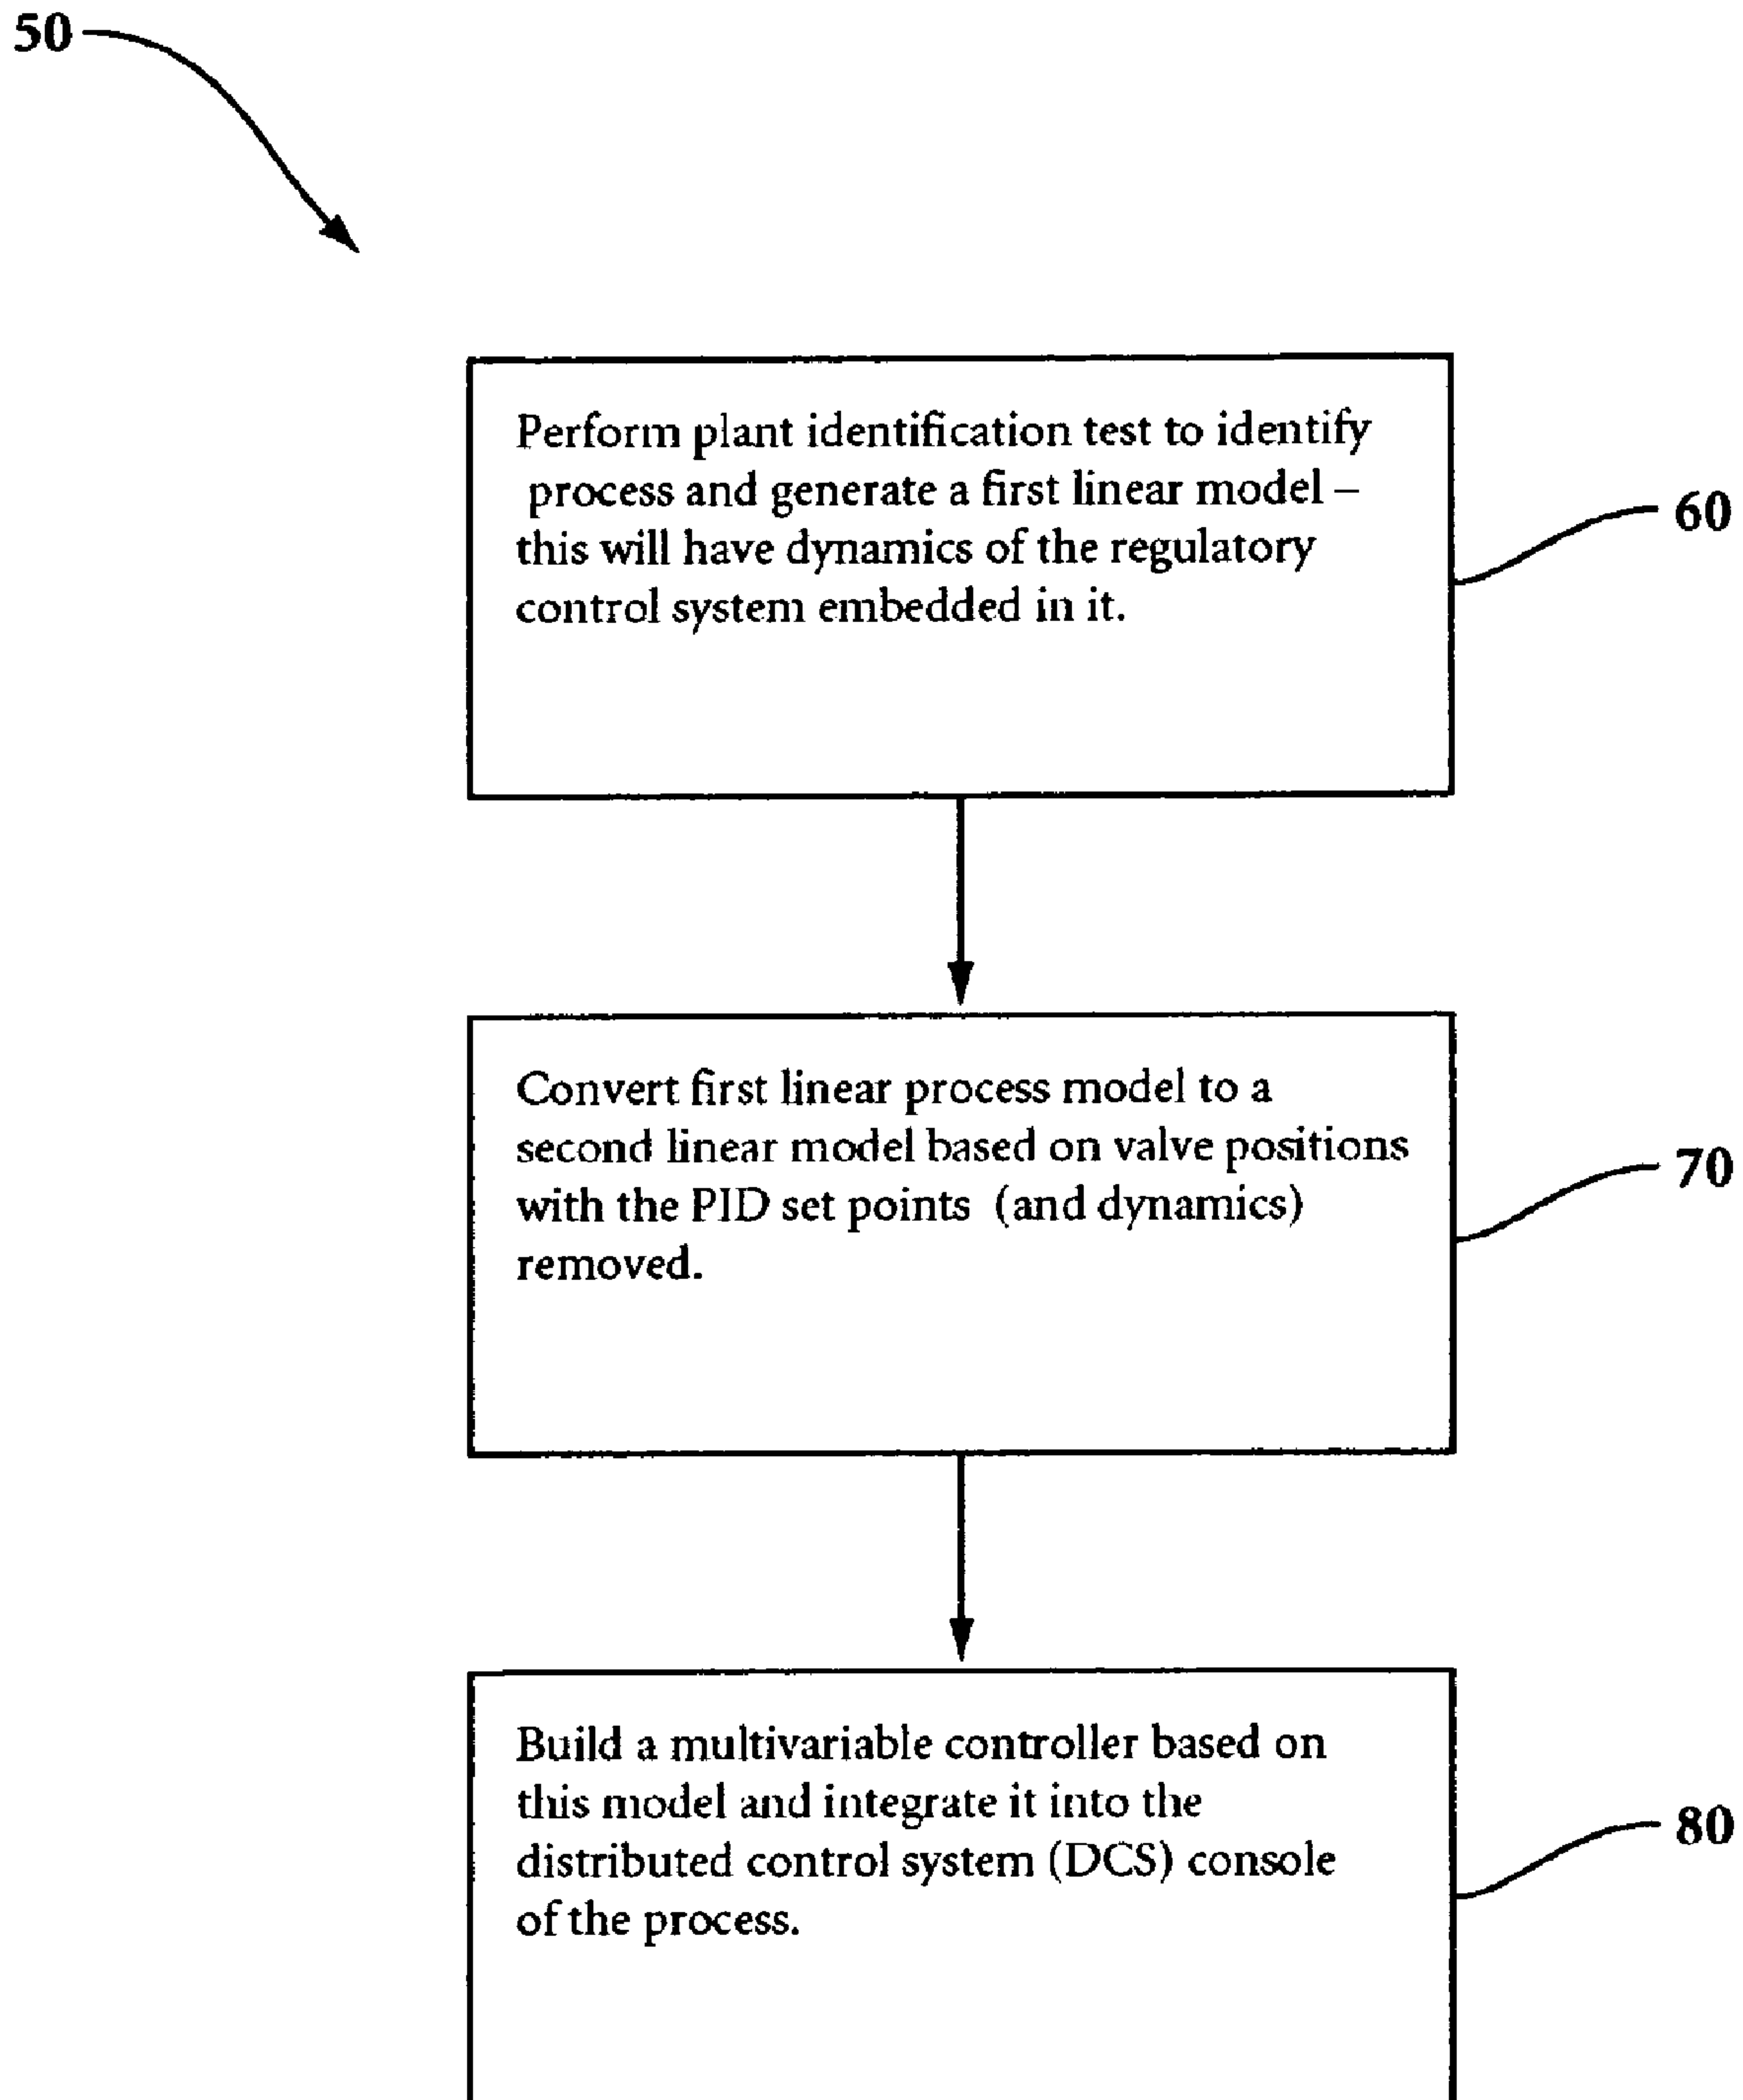 50
Perform plant identification test to identify
process and generate a first linear model –
this will have dynamics of the regulatory
control system embedded in it.
60
Convert first linear process model to a
second linear model based on valve positions
with the PID set points (and dynamics)
removed.
70
Build a multivariable controller based on
this model and integrate it into the
distributed control system (DCS) console
of the process.
80